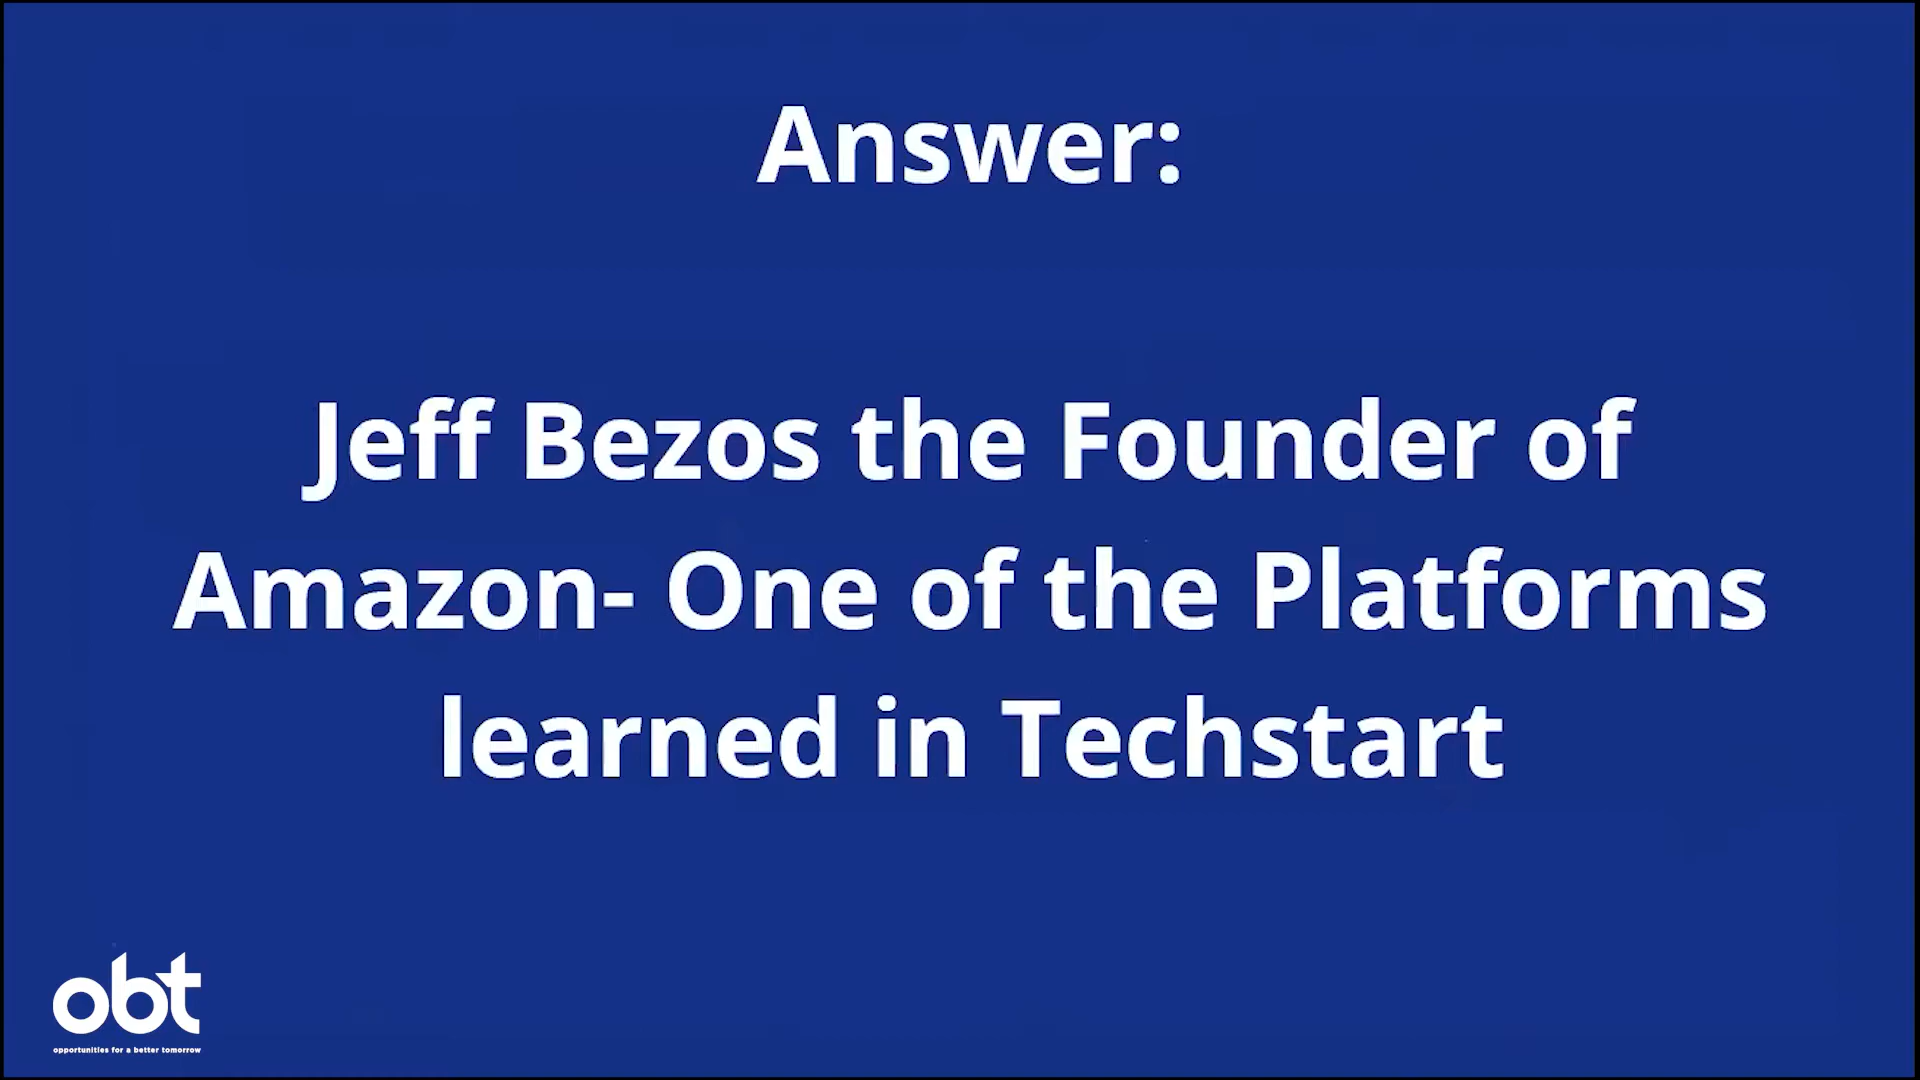 Answer:
Jeff Bezos the Founder of
Amazon- One of the Platforms
learned in Techstart
obt
opportunities for a better tomorrow